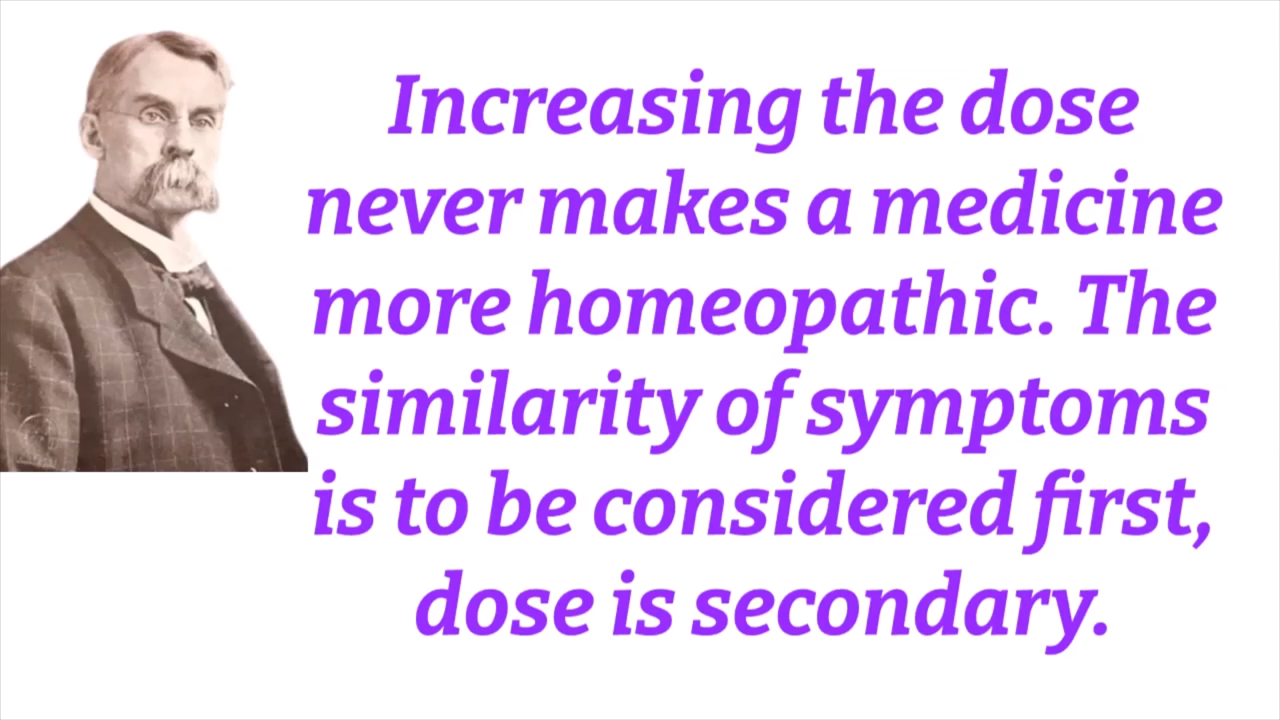 Increasing the dose
never makes a medicine
more homeopathic. The
similarity of symptoms
is to be considered first,
dose is secondary.